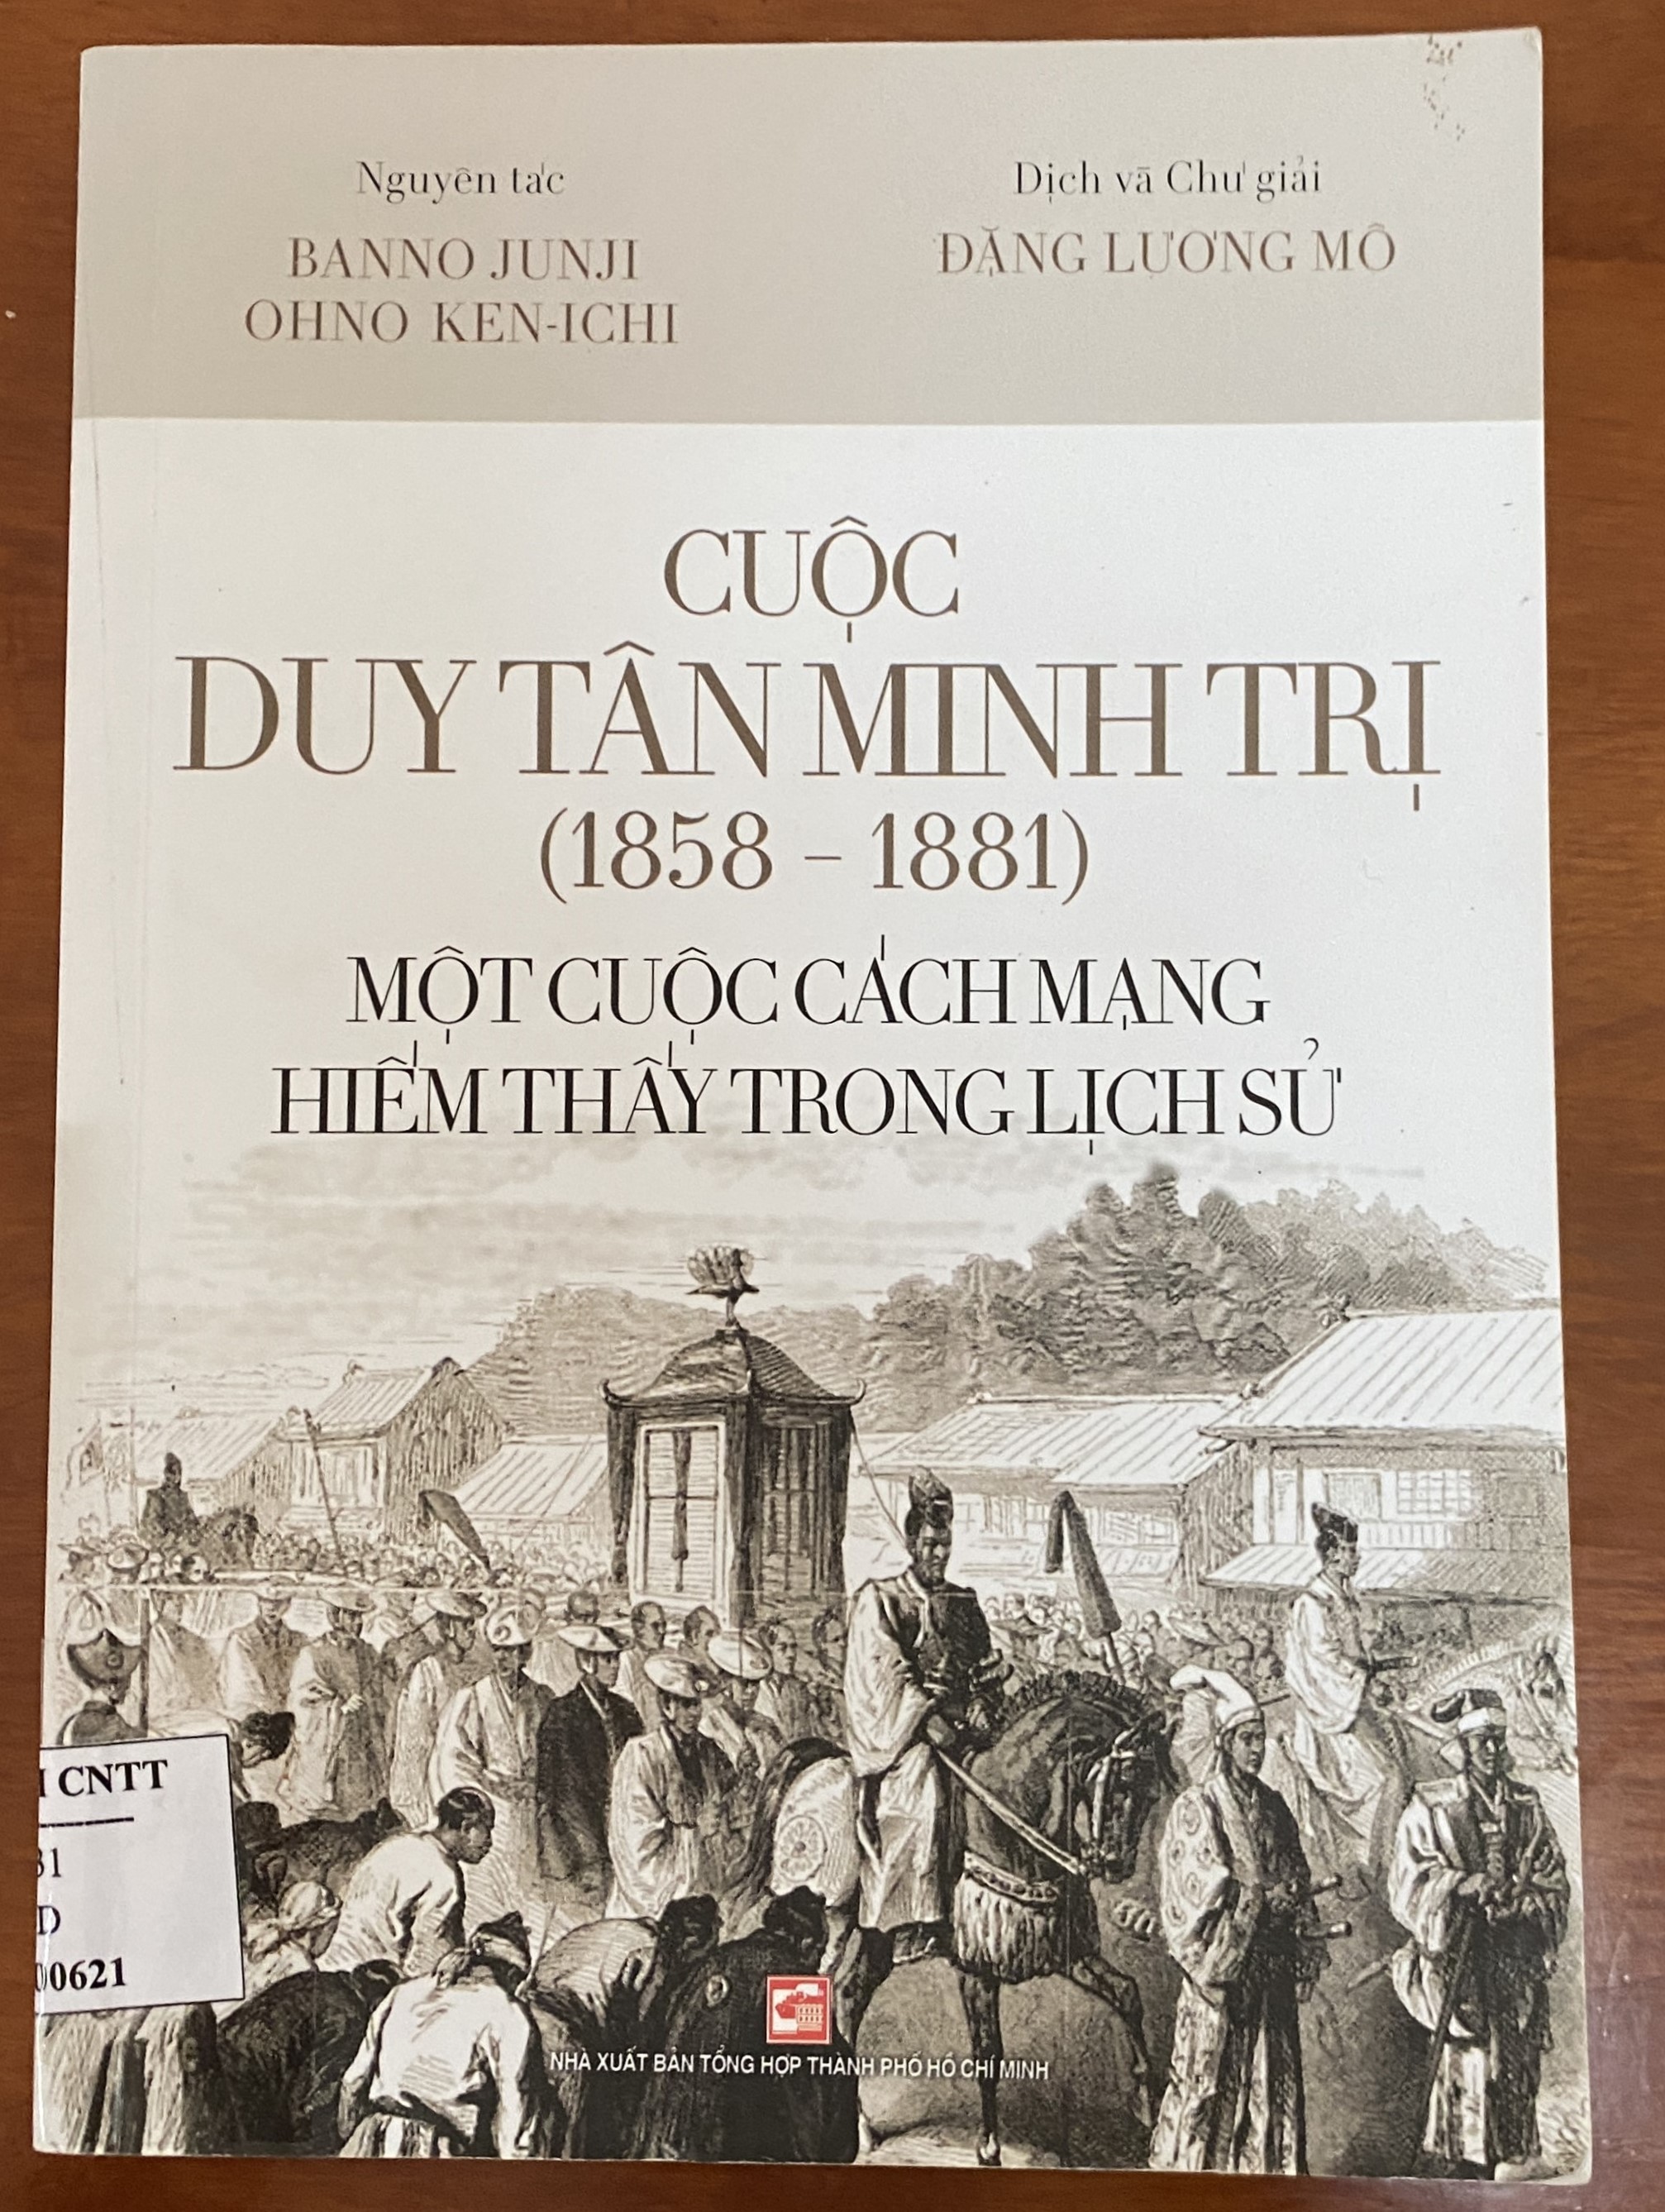 Nguyên tác
BANNO JUNJI
OHNO KEN-ICHI
Dịch và Chú giải
ĐẶNG LƯƠNG MÔ
CUỘC
DUY TÂN MINH TRỊ
(1858 – 1881)
MỘT CUỘC CÁCH MẠNG
HIẾM THẤY TRONG LỊCH SỬ
CNTT
31
D
00621
NHÀ XUẤT BẢN TỔNG HỢP THÀNH PHỐ HỒ CHÍ MINH